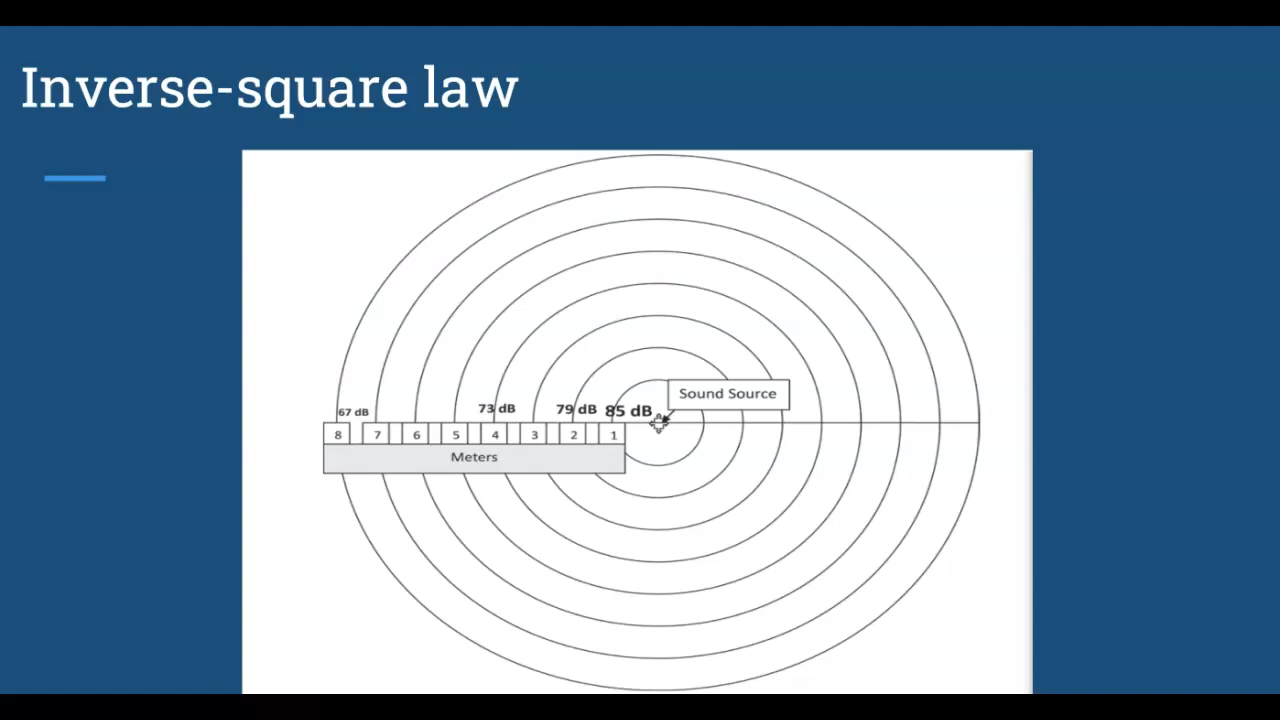 Inverse-square law
Sound Source
67 dB 73 dB 79 dB 85 dB
8 7 6 5 4 3 2 1
Meters